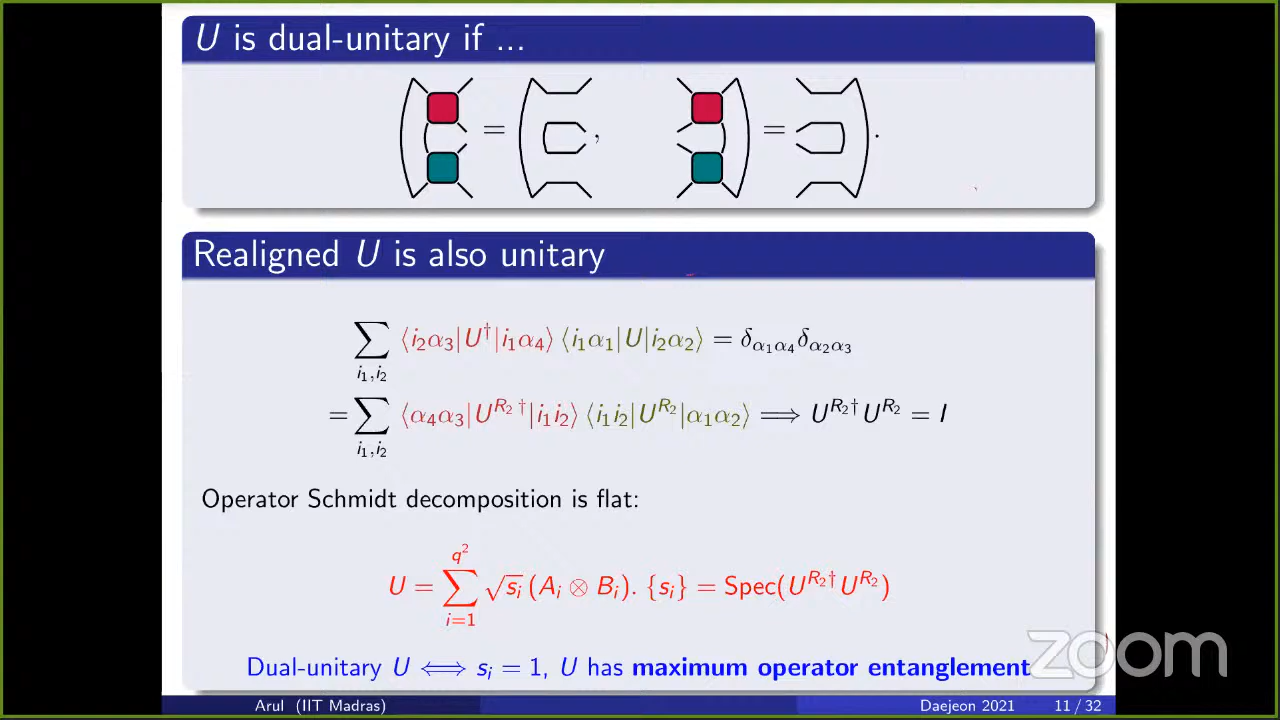 U is dual-unitary if ...
= , = .
Realigned U is also unitary
∑_{i₁,i₂} ⟨i₂α₃|U†|i₁α₄⟩ ⟨i₁α₁|U|i₂α₂⟩ = δ_{α₁α₄}δ_{α₂α₃}
= ∑_{i₁,i₂} ⟨α₄α₃|U^{R₂ †}|i₁i₂⟩ ⟨i₁i₂|U^{R₂}|α₁α₂⟩ ⟹ U^{R₂†}U^{R₂} = I
Operator Schmidt decomposition is flat:
U = ∑_{i=1}^{q²} √s_i (A_i ⊗ B_i). {s_i} = Spec(U^{R₂†}U^{R₂})
Dual-unitary U ⟺ s_i = 1, U has maximum operator entanglement
zoom
Arul (IIT Madras) Daejeon 2021 11 / 32